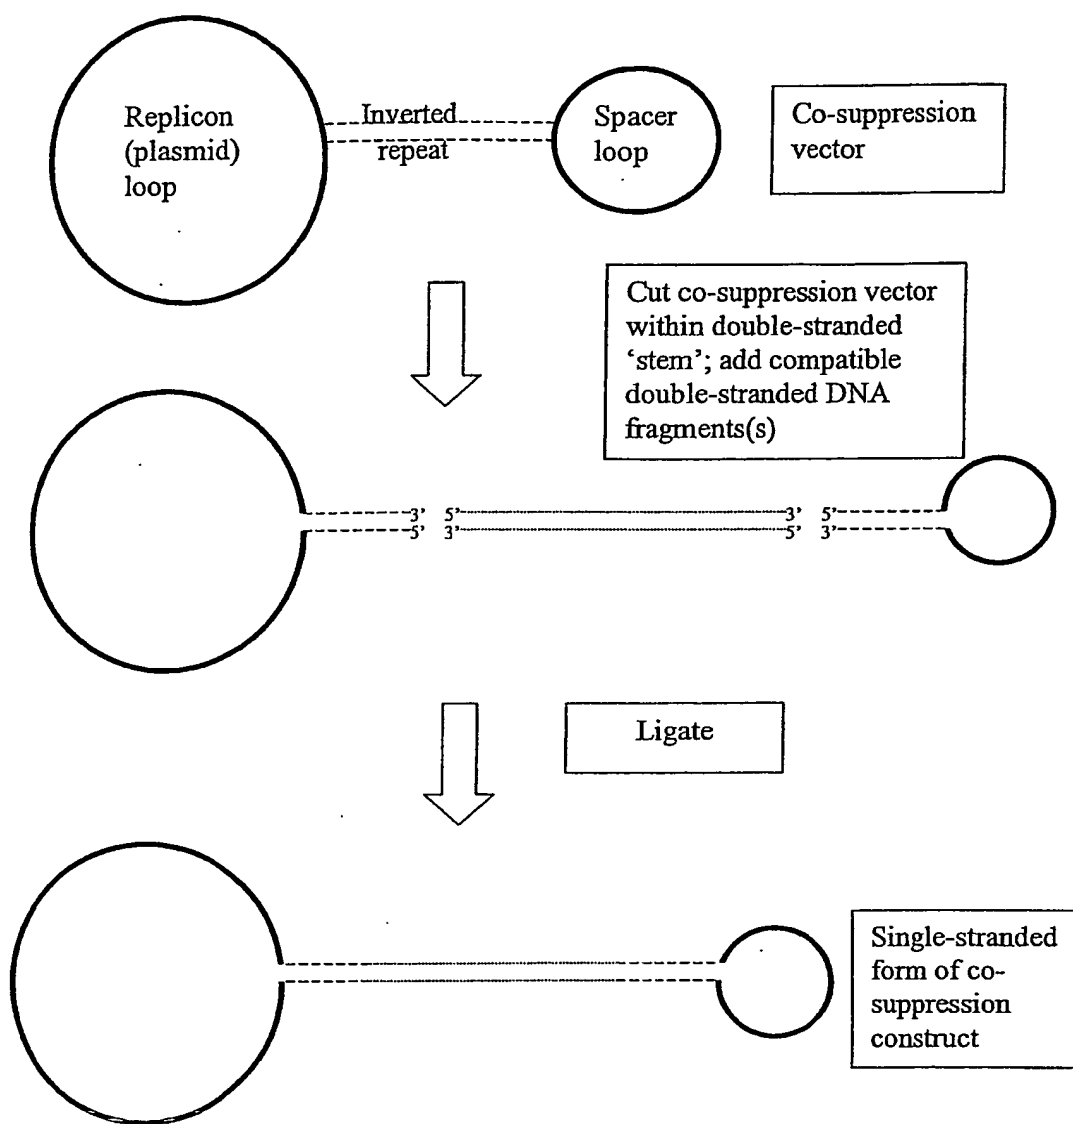 Replicon
(plasmid)
loop
Inverted
repeat
Spacer
loop
Co-suppression
vector
Cut co-suppression vector
within double-stranded
‘stem’; add compatible
double-stranded DNA
fragments(s)
3’ 5’ 3’ 5’
5’ 3’ 5’ 3’
Ligate
Single-stranded
form of co-
suppression
construct